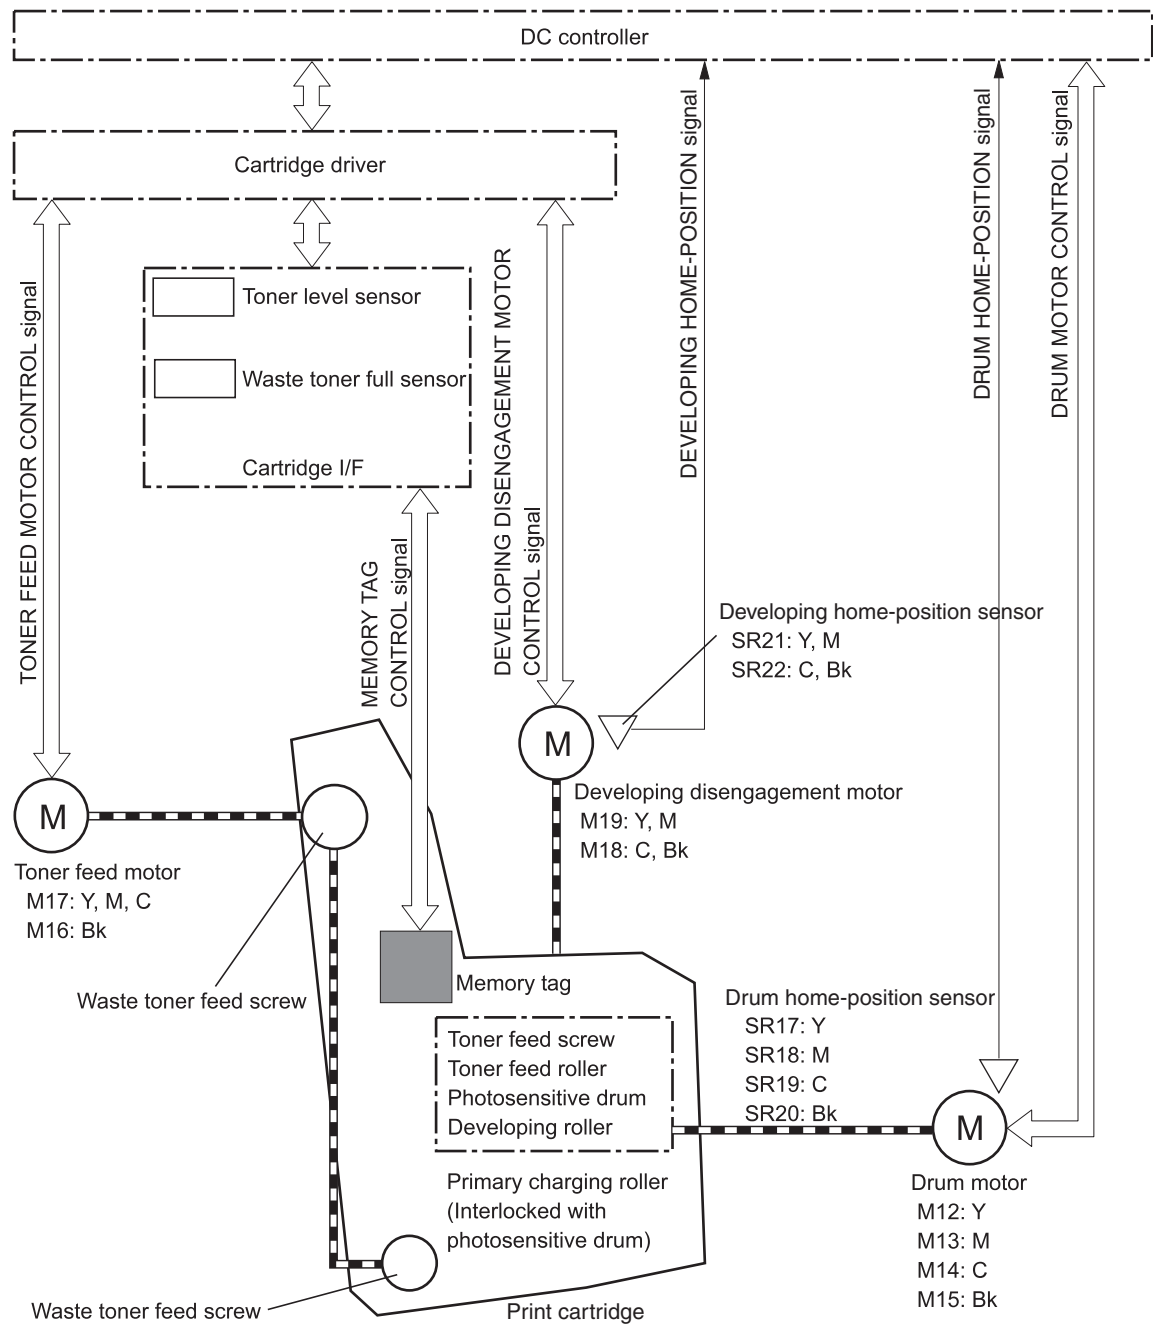 DC controller
Cartridge driver
Toner level sensor
Waste toner full sensor
Cartridge I/F
TONER FEED MOTOR CONTROL signal
MEMORY TAG
CONTROL signal
DEVELOPING DISENGAGEMENT MOTOR
CONTROL signal
DEVELOPING HOME-POSITION signal
DRUM HOME-POSITION signal
DRUM MOTOR CONTROL signal
Developing home-position sensor
SR21: Y, M
SR22: C, Bk
M
Developing disengagement motor
M19: Y, M
M18: C, Bk
M
Toner feed motor
M17: Y, M, C
M16: Bk
Waste toner feed screw
Memory tag
Toner feed screw
Toner feed roller
Photosensitive drum
Developing roller
Primary charging roller
(Interlocked with
photosensitive drum)
Drum home-position sensor
SR17: Y
SR18: M
SR19: C
SR20: Bk
M
Drum motor
M12: Y
M13: M
M14: C
M15: Bk
Waste toner feed screw
Print cartridge